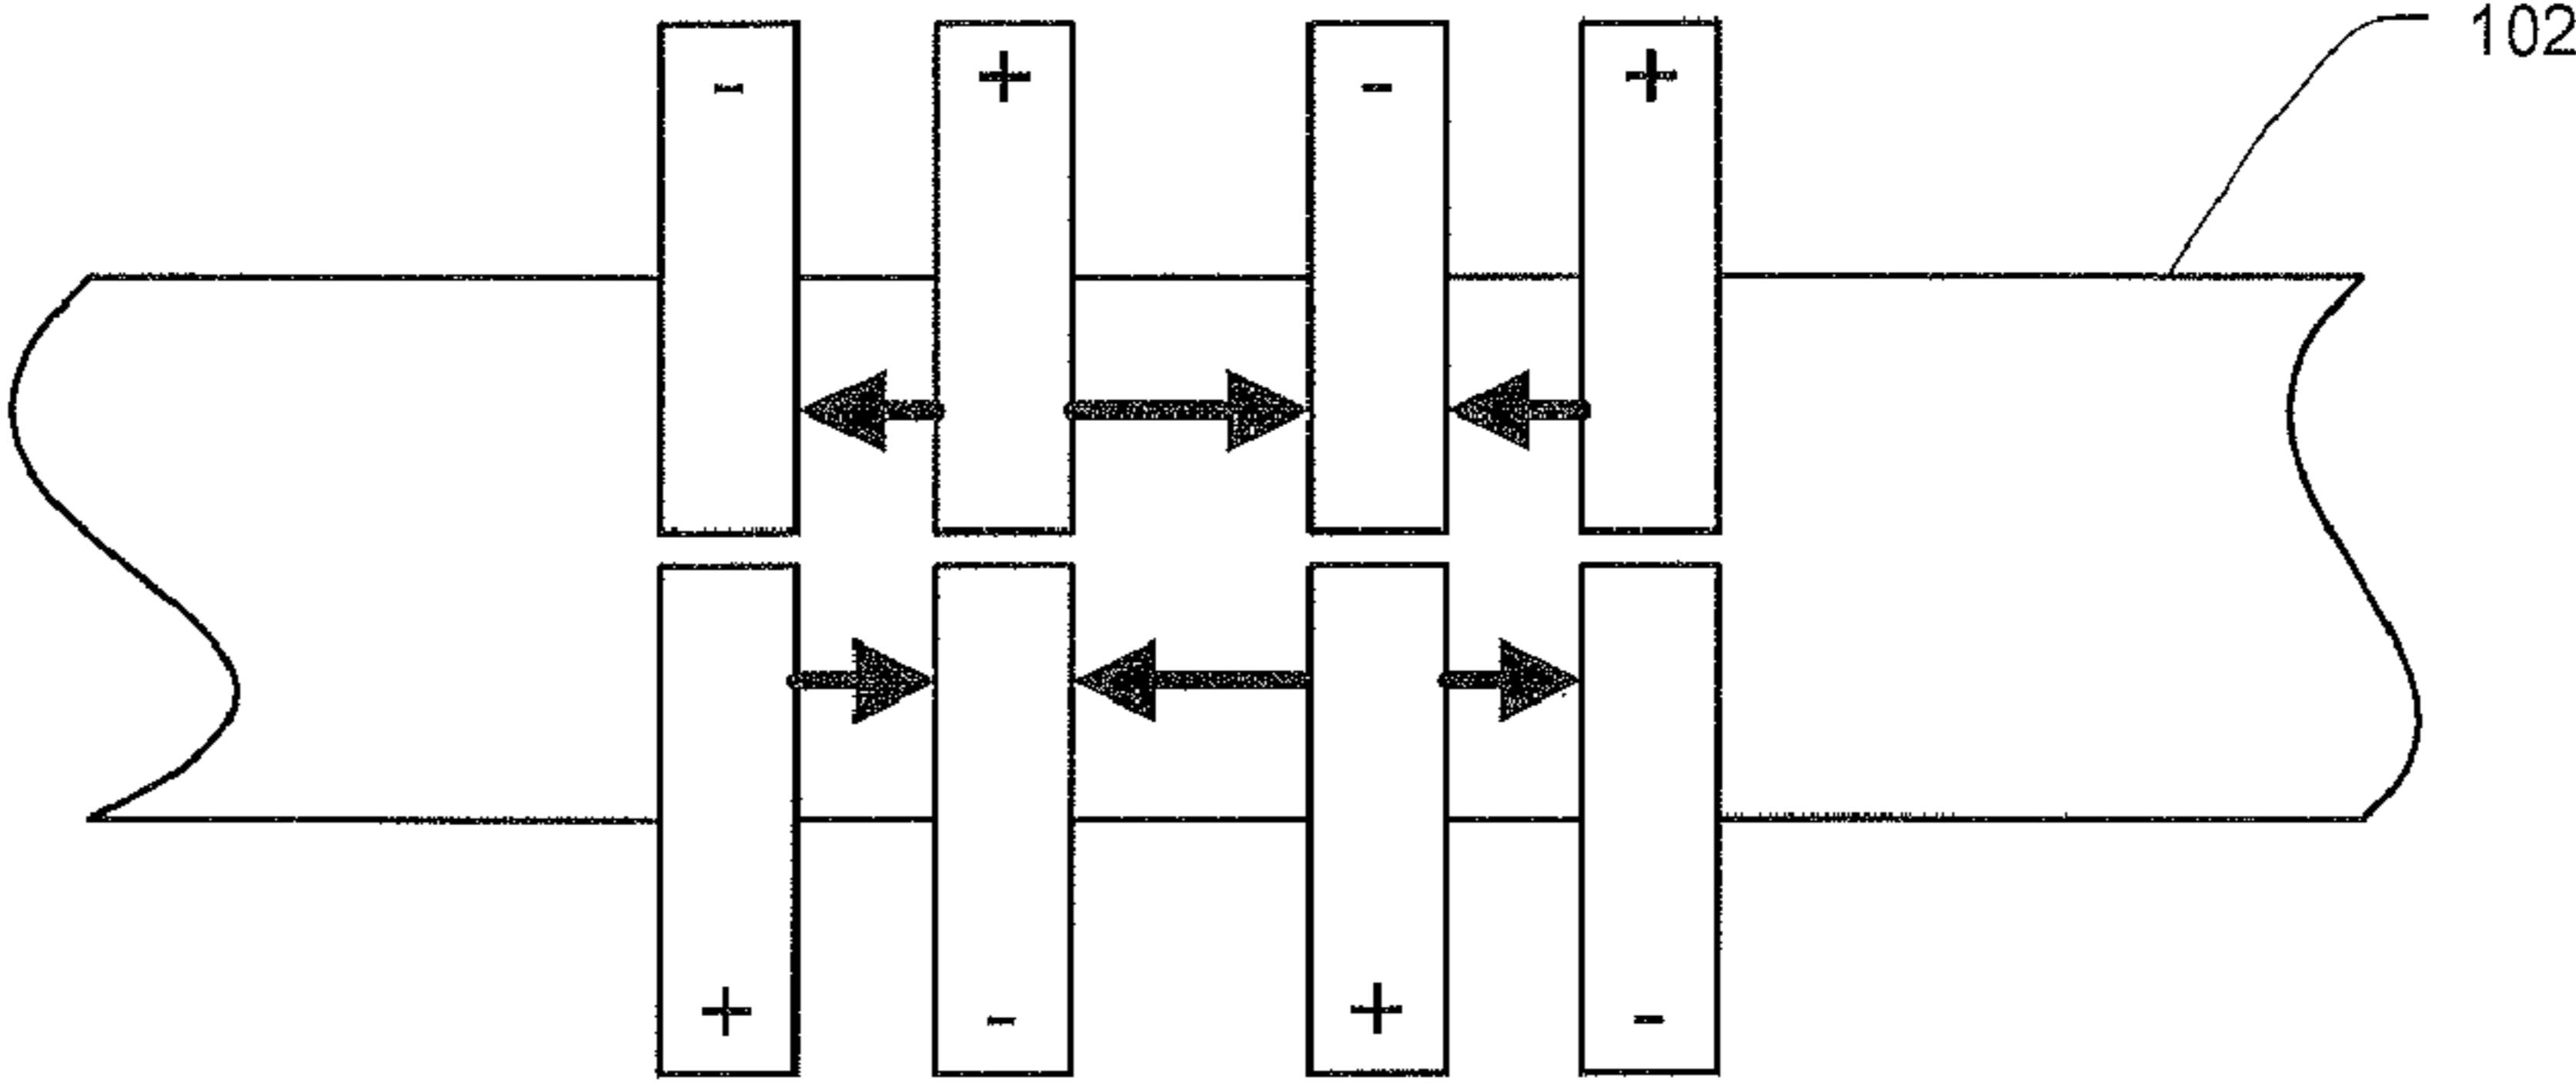 102
- + - +
+ - + -